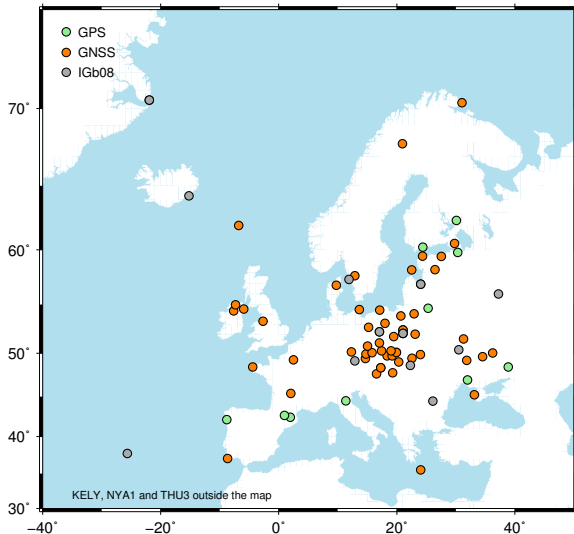 GPS
GNSS
IGb08
70˚
60˚
50˚
40˚
KELY, NYA1 and THU3 outside the map
30˚
−40˚ −20˚ 0˚ 20˚ 40˚